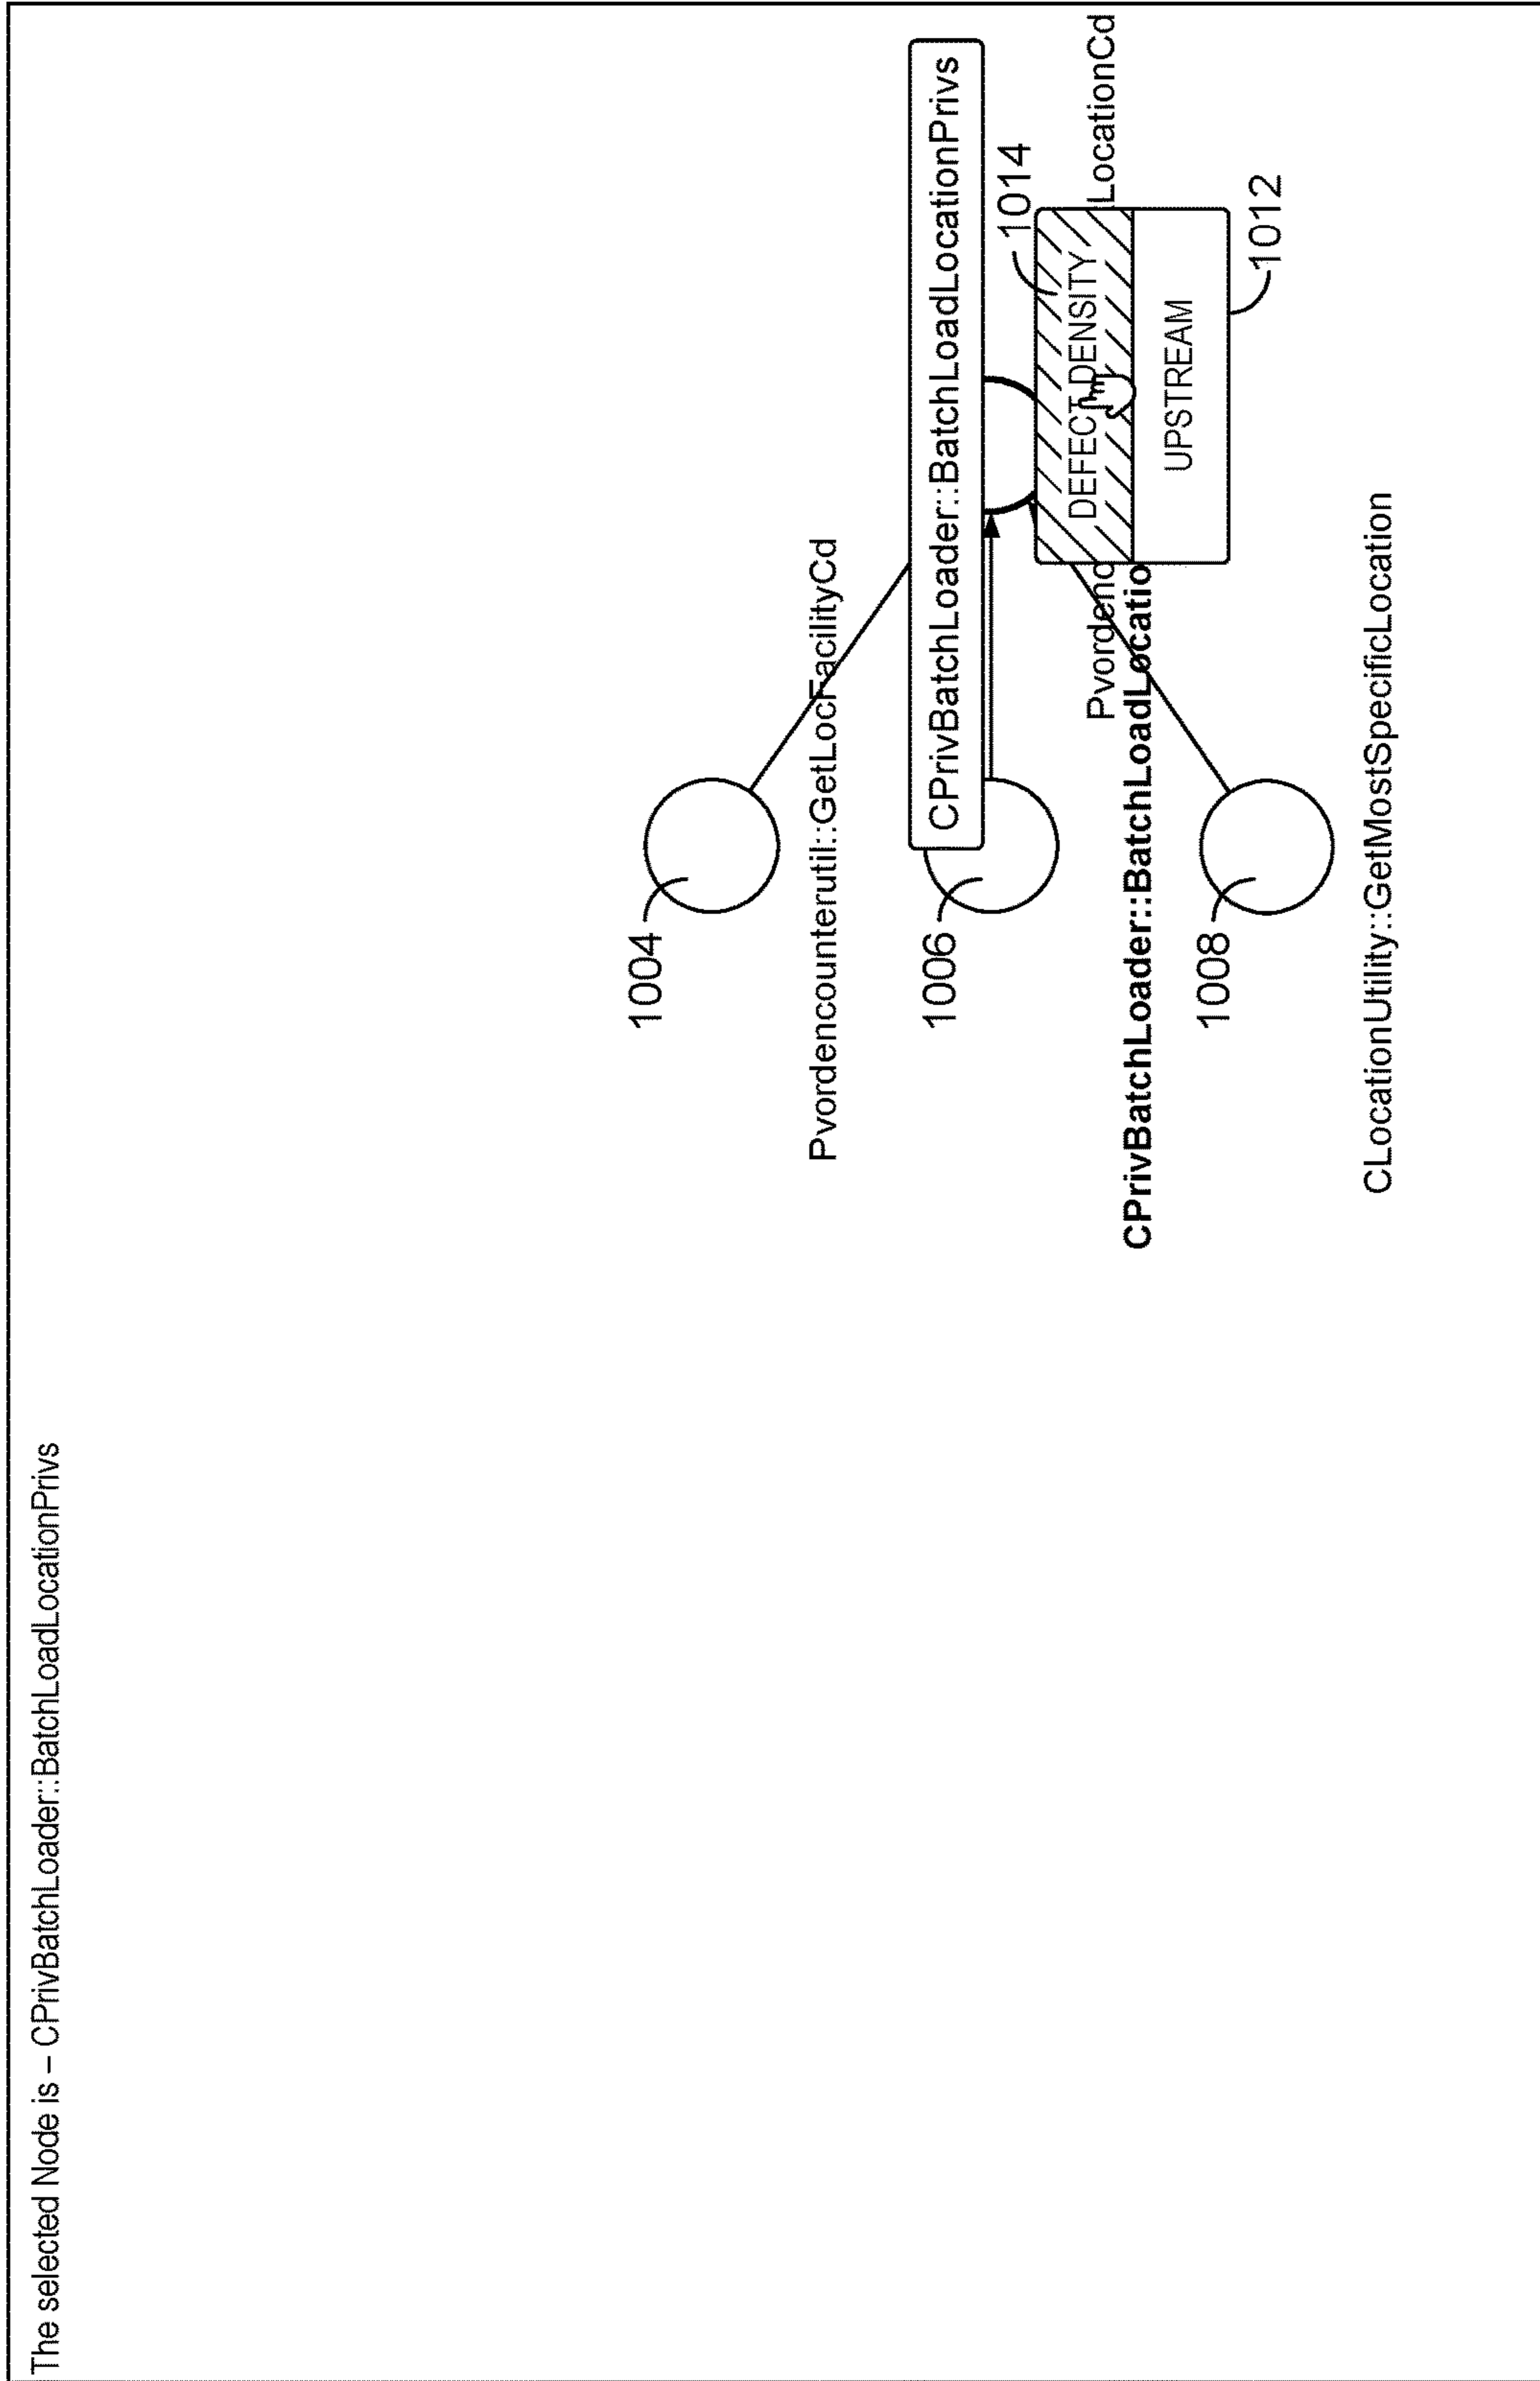 The selected Node is – CPrivBatchLoader::BatchLoadLocationPrivs
1004
Pvordencounterutil::GetLocFacilityCd
CPrivBatchLoader::BatchLoadLocationPrivs
1006
1014
DEFECT DENSITY
Pvordenc
LocationCd
CPrivBatchLoader::BatchLoadLocatio
UPSTREAM
1008
1012
CLocationUtility::GetMostSpecificLocation